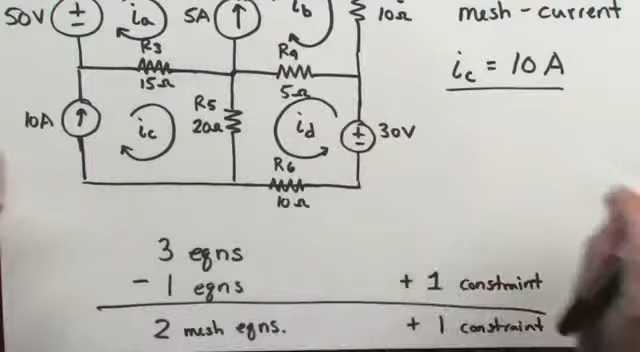 50V
ia
5A
ib
10Ω
mesh-current
R3
15Ω
R4
5Ω
ic = 10 A
10A
ic
R5
20Ω
id
30V
R6
10Ω
3 eqns
- 1 eqns
+ 1 constraint
2 mesh eqns.
+ 1 constraint